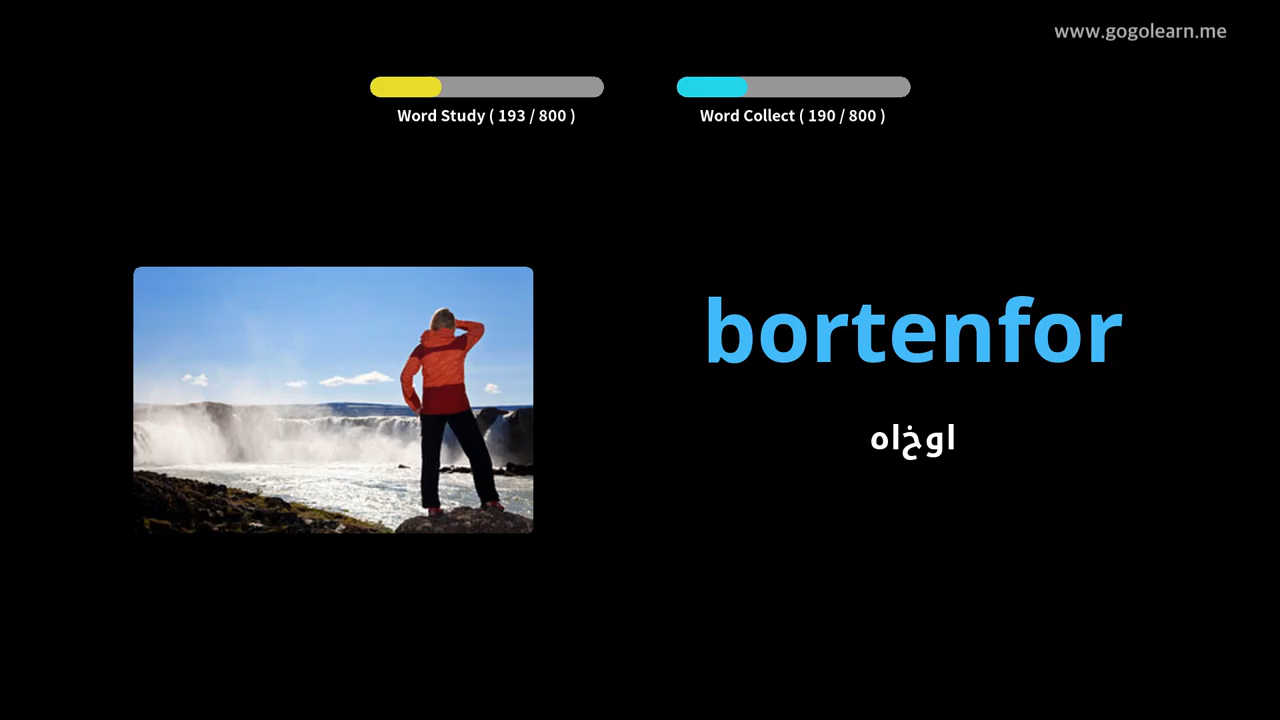 www.gogolearn.me
Word Study ( 193 / 800 )
Word Collect ( 190 / 800 )
bortenfor
اوخاه